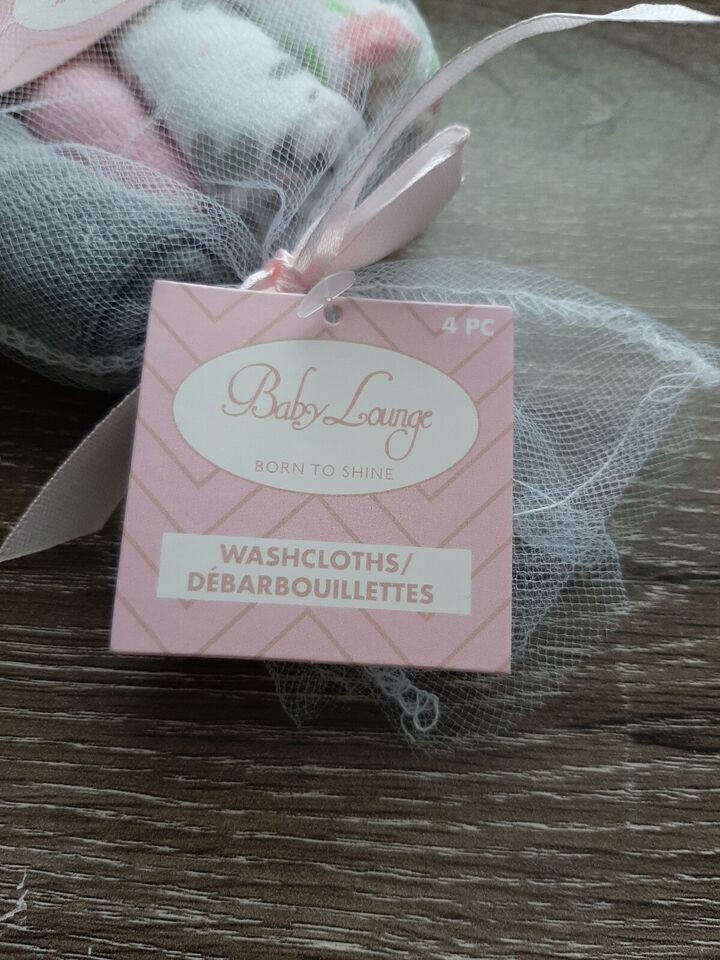 4 PC
Baby Lounge
BORN TO SHINE
WASHCLOTHS/
DÉBARBOUILLETTES